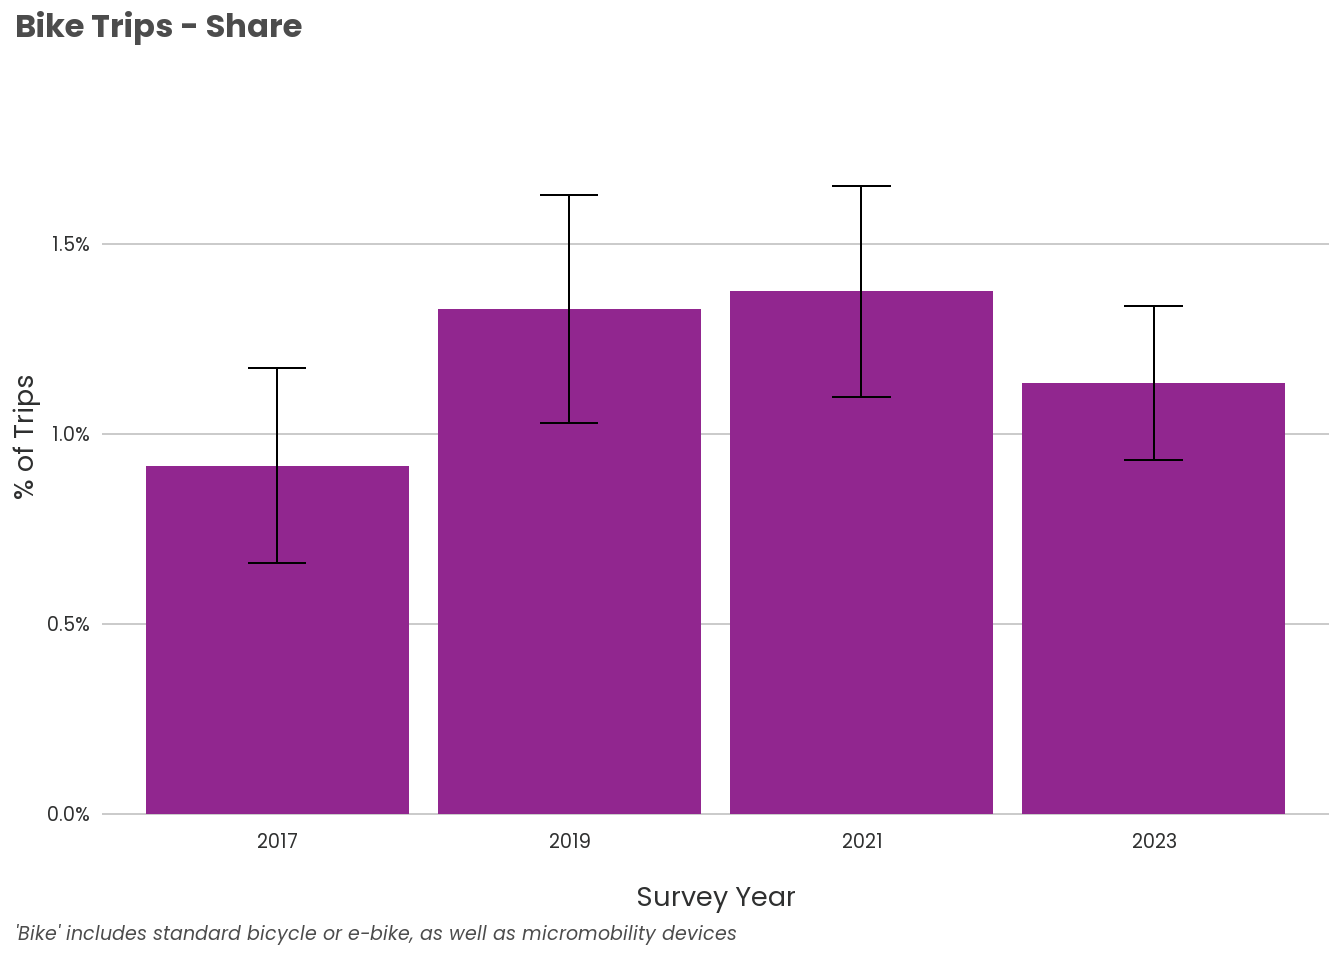 Bike Trips - Share
1.5%
1.0%
0.5%
0.0%
% of Trips
2017 2019 2021 2023
Survey Year
'Bike' includes standard bicycle or e-bike, as well as micromobility devices